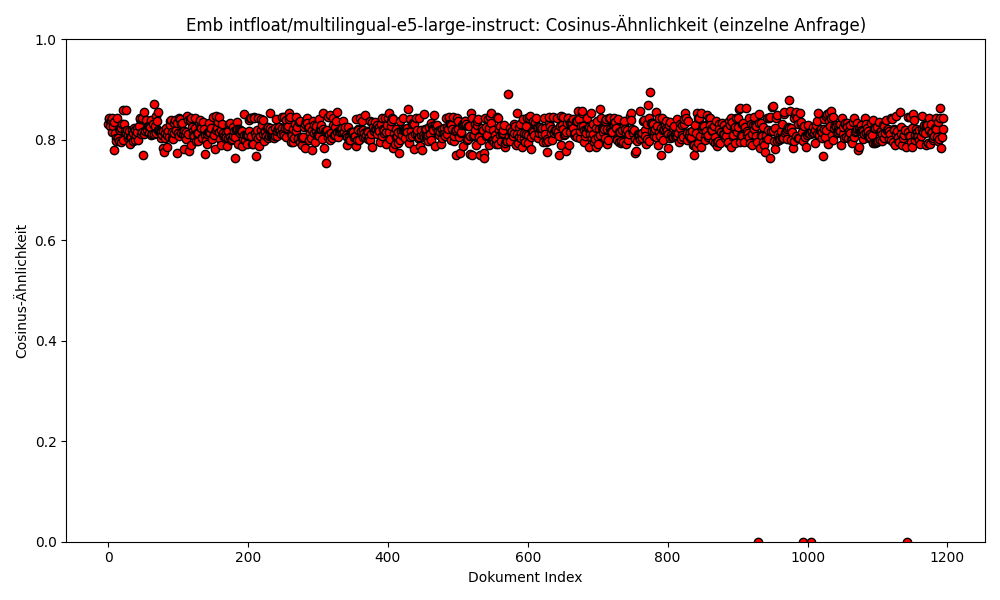 Emb intfloat/multilingual-e5-large-instruct: Cosinus-Ähnlichkeit (einzelne Anfrage)
1.0
0.8
0.6
0.4
0.2
0.0
Cosinus-Ähnlichkeit
0 200 400 600 800 1000 1200
Dokument Index